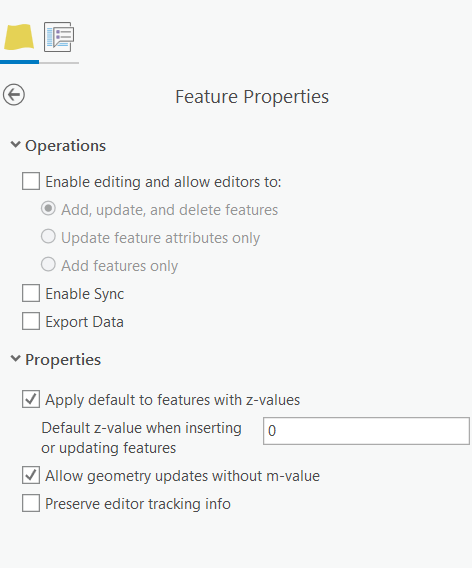 Feature Properties
Operations
Enable editing and allow editors to:
Add, update, and delete features
Update feature attributes only
Add features only
Enable Sync
Export Data
Properties
Apply default to features with z-values
Default z-value when inserting
or updating features
0
Allow geometry updates without m-value
Preserve editor tracking info